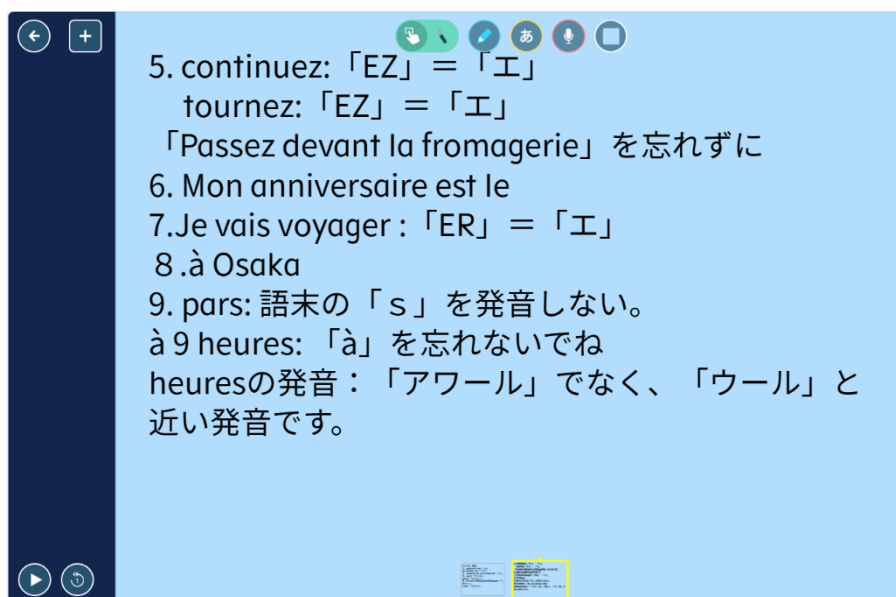 あ
5. continuez:「EZ」＝「エ」
tournez:「EZ」＝「エ」
「Passez devant la fromagerie」を忘れずに
6. Mon anniversaire est le
7.Je vais voyager :「ER」＝「エ」
８.à Osaka
9. pars: 語末の「ｓ」を発音しない。
à 9 heures: 「à」を忘れないでね
heuresの発音：「アワール」でなく、「ウール」と
近い発音です。
1